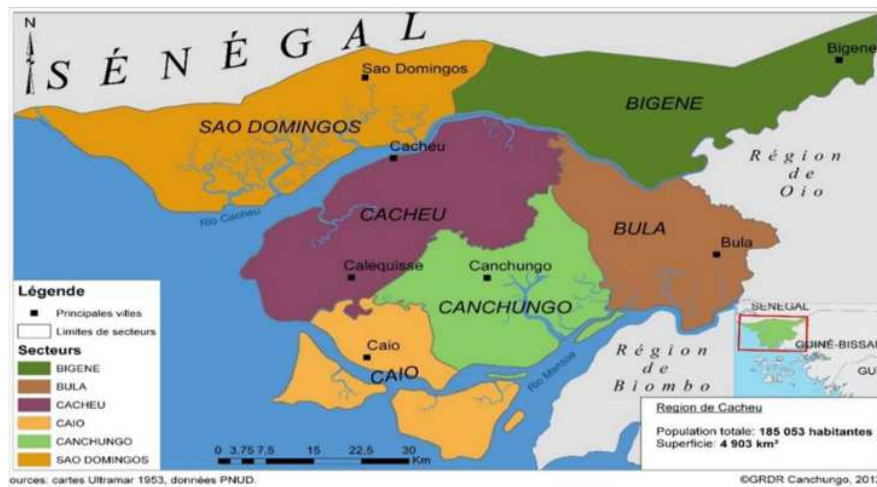 N
SÉNÉGAL
Sao Domingos
Bigene
SAO DOMINGOS
BIGENE
Cacheu
Région
de
Oio
Rio Cacheu
CACHEU
BULA
Bula
Calequisse
Canchungo
CANCHUNGO
Légende
Principales villes
Limites de secteurs
Secteurs
BIGENE
BULA
CACHEU
CAIO
CANCHUNGO
SAO DOMINGOS
Caio
CAIO
Rio Mansoa
Région
de
Biombo
SENEGAL
GUINÉ-BISSA
GU
Region de Cacheu
Population totale: 185 053 habitantes
Superficie: 4 903 km²
0 3.75 7,5 15 22,5 30
Km
ources: cartes Ultramar 1953, données PNUD.
©GRDR Canchungo, 201